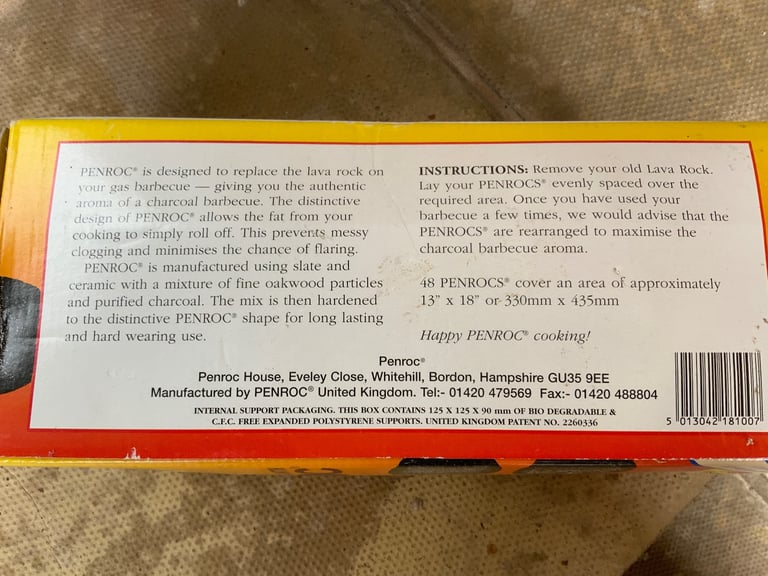 PENROC® is designed to replace the lava rock on
your gas barbecue — giving you the authentic
aroma of a charcoal barbecue. The distinctive
design of PENROC® allows the fat from your
cooking to simply roll off. This prevents messy
clogging and minimises the chance of flaring.
PENROC® is manufactured using slate and
ceramic with a mixture of fine oakwood particles
and purified charcoal. The mix is then hardened
to the distinctive PENROC® shape for long lasting
and hard wearing use.
INSTRUCTIONS: Remove your old Lava Rock.
Lay your PENROCS® evenly spaced over the
required area. Once you have used your
barbecue a few times, we would advise that the
PENROCS® are rearranged to maximise the
charcoal barbecue aroma.
48 PENROCS® cover an area of approximately
13" x 18" or 330mm x 435mm
Happy PENROC® cooking!
Penroc®
Penroc House, Eveley Close, Whitehill, Bordon, Hampshire GU35 9EE
Manufactured by PENROC® United Kingdom. Tel:- 01420 479569 Fax:- 01420 488804
INTERNAL SUPPORT PACKAGING. THIS BOX CONTAINS 125 X 125 X 90 mm OF BIO DEGRADABLE &
C.F.C. FREE EXPANDED POLYSTYRENE SUPPORTS. UNITED KINGDOM PATENT NO. 2260336
5 013042 181007